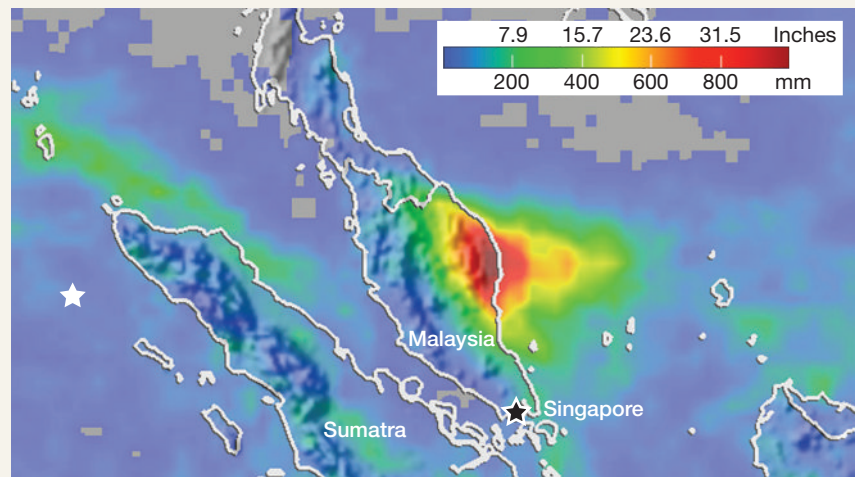 7.9 15.7 23.6 31.5 Inches
200 400 600 800 mm
Malaysia
Singapore
Sumatra